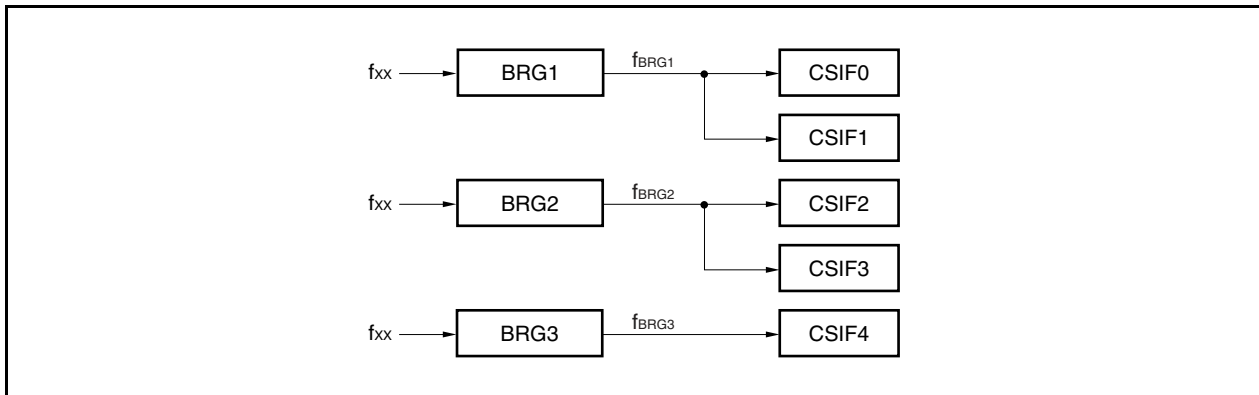 fxx BRG1 fBRG1 CSIF0
CSIF1
fxx BRG2 fBRG2 CSIF2
CSIF3
fxx BRG3 fBRG3 CSIF4